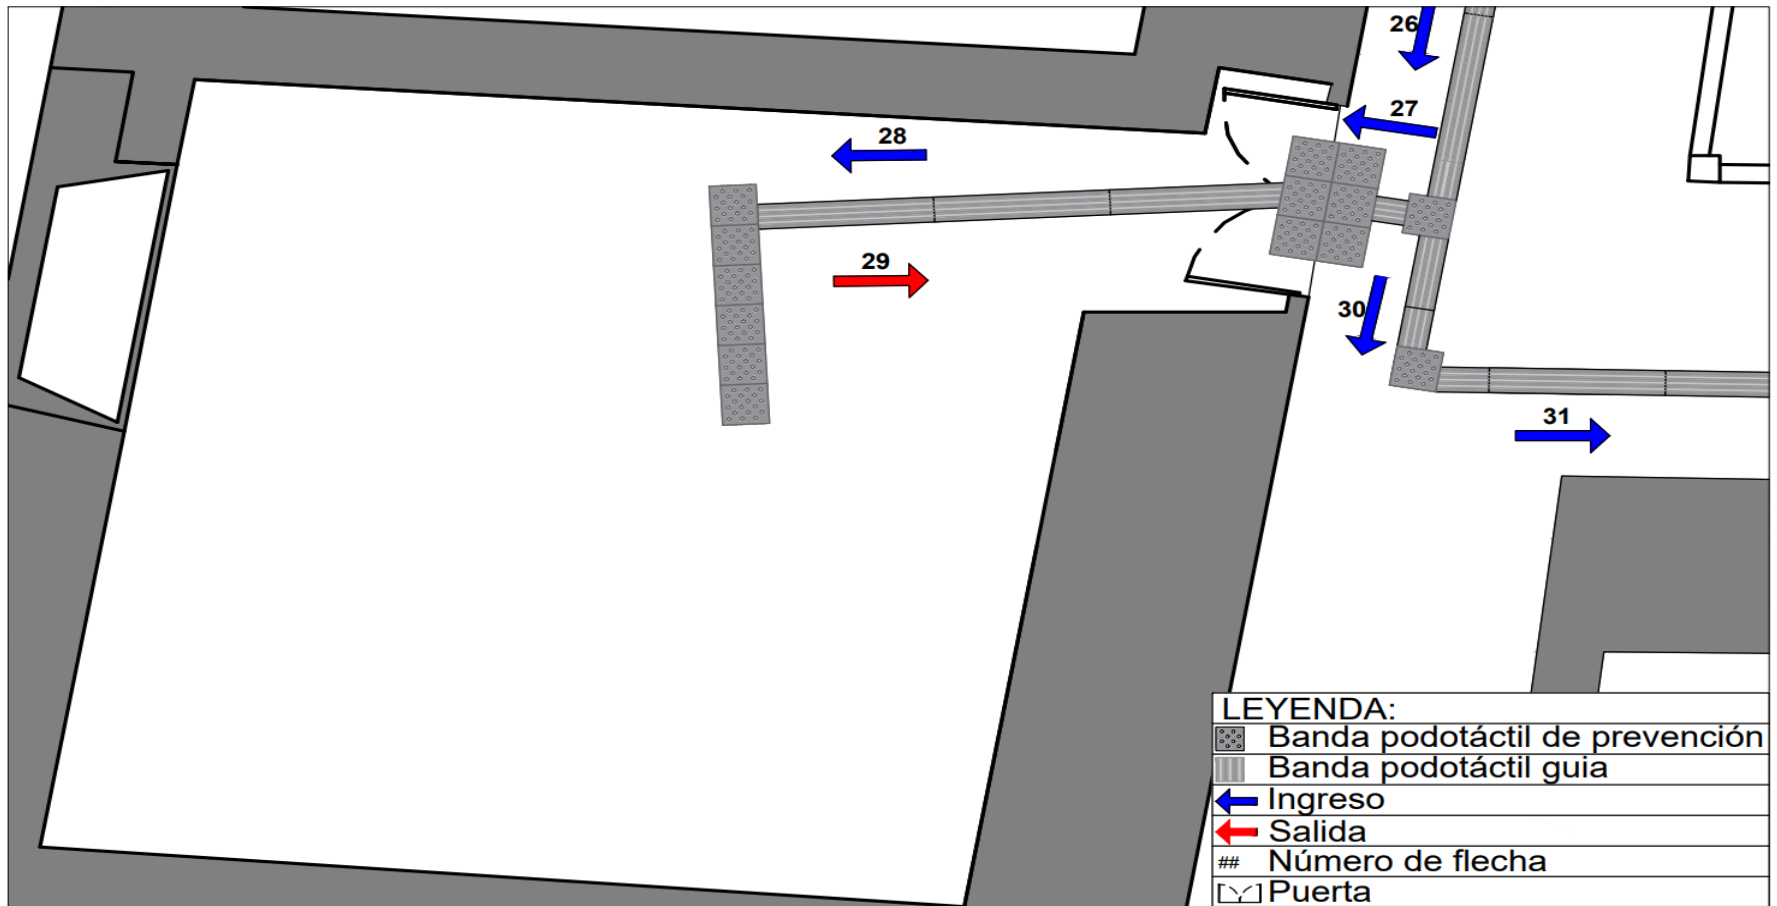 26
27
28
29
30
31
LEYENDA:
Banda podotáctil de prevención
Banda podotáctil guia
Ingreso
Salida
## Número de flecha
Puerta